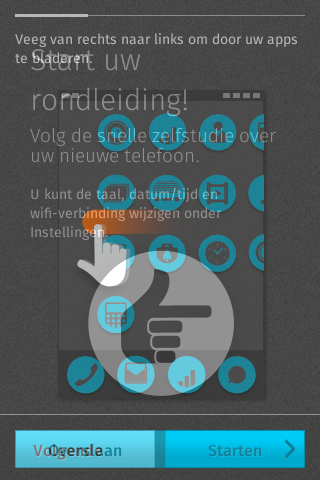 Veeg van rechts naar links om door uw apps
te bladeren.
Start uw
rondleiding!
Volg de snelle zelfstudie over
uw nieuwe telefoon.
U kunt de taal, datum/tijd en
wifi-verbinding wijzigen onder
Instellingen.
Overslaan
Starten